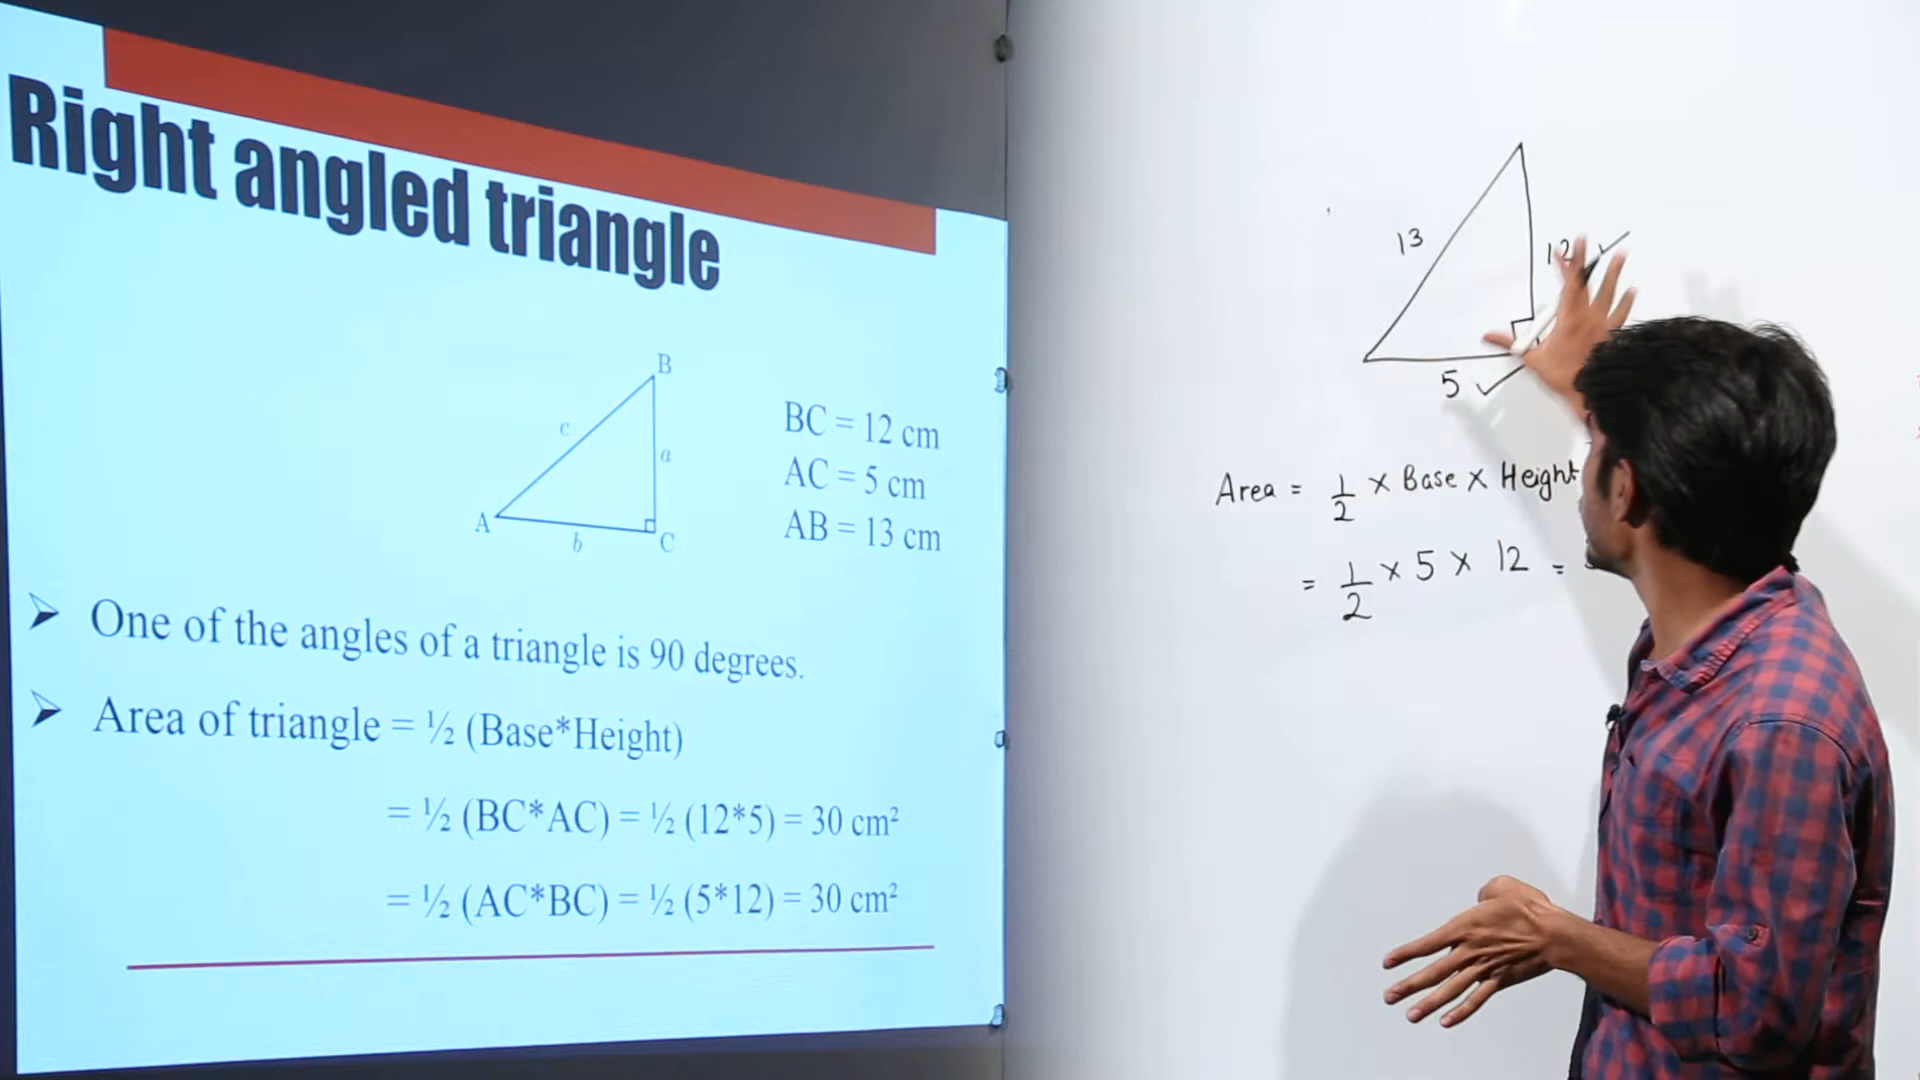 Right angled triangle
B
c
a
A
b
C
BC = 12 cm
AC = 5 cm
AB = 13 cm
One of the angles of a triangle is 90 degrees.
Area of triangle = ½ (Base*Height)
= ½ (BC*AC) = ½ (12*5) = 30 cm²
= ½ (AC*BC) = ½ (5*12) = 30 cm²
13
12
5
Area = 1/2 × Base × Height
= 1/2 × 5 × 12 =